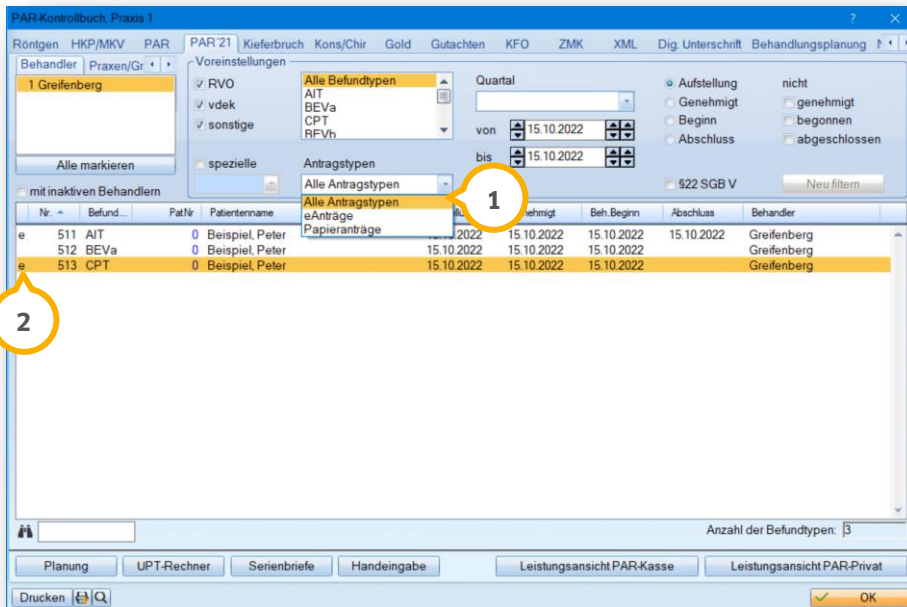 PAR-Kontrollbuch, Praxis 1
Röntgen HKP/MKV PAR PAR'21 Kieferbruch Kons/Chir Gold Gutachten KFO ZMK XML Dig. Unterschrift Behandlungsplanung
Behandler Praxen/Gr
1 Greifenberg
Alle markieren
mit inaktiven Behandlern
Voreinstellungen
RVO
vdek
sonstige
spezielle
Alle Befundtypen
AIT
BEVa
CPT
BEVb
Antragstypen
Alle Antragstypen
Alle Antragstypen
eAnträge
Papieranträge
Quartal
von 15.10.2022
bis 15.10.2022
Aufstellung
Genehmigt
Beginn
Abschluss
nicht
genehmigt
begonnen
abgeschlossen
§22 SGB V
Neu filtern
1
Nr. Befund... PatNr Patientenname Beh.Beginn Abschluss Behandler
e 511 AIT 0 Beispiel, Peter 15.10.2022 15.10.2022 15.10.2022 15.10.2022 Greifenberg
512 BEVa 0 Beispiel, Peter 15.10.2022 15.10.2022 15.10.2022 Greifenberg
e 513 CPT 0 Beispiel, Peter 15.10.2022 15.10.2022 15.10.2022 Greifenberg
2
Anzahl der Befundtypen: 3
Planung UPT-Rechner Serienbriefe Handeingabe Leistungsansicht PAR-Kasse Leistungsansicht PAR-Privat
Drucken OK